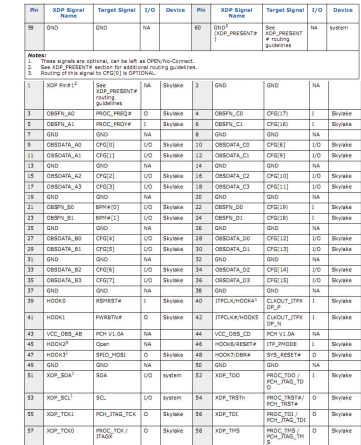 Pin XDP Signal Name Target Signal I/O Device Pin XDP Signal Name Target Signal I/O Device
59 GND GND NA 60 GND2 (XDP_PRESENT# ) See XDP_PRESENT # routing guidelines NA system
Notes:
1. These signals are optional, can be left as OPEN/No-Connect.
2. See XDP_PRESENT# section for additional routing guidelines.
3. Routing of this signal to CFG[0] is OPTIONAL.
1 XDP Pin#12 See XDP_PRESENT# routing guidelines NA Skylake 2 GND GND NA
3 OBSFN_A0 PROC_PREQ# O Skylake 4 OBSFN_C0 CFG[17] I Skylake
5 OBSFN_A1 PROC_PRDY# I Skylake 6 OBSFN_C1 CFG[16] I Skylake
7 GND GND NA 8 GND GND NA
9 OBSDATA_A0 CFG[0] I/O Skylake 10 OBSDATA_C0 CFG[8] I/O Skylake
11 OBSDATA_A1 CFG[1] I/O Skylake 12 OBSDATA_C1 CFG[9] I/O Skylake
13 GND GND NA 14 GND GND NA
15 OBSDATA_A2 CFG[2] I/O Skylake 16 OBSDATA_C2 CFG[10] I/O Skylake
17 OBSDATA_A3 CFG[3] I/O Skylake 18 OBSDATA_C3 CFG[11] I/O Skylake
19 GND GND NA 20 GND GND NA
21 OBSFN_B0 BPM#[0] I/O Skylake 22 OBSFN_D0 CFG[19] I Skylake
23 OBSFN_B1 BPM#[1] I/O Skylake 24 OBSFN_D1 CFG[18] I Skylake
25 GND GND NA 26 GND GND NA
27 OBSDATA_B0 CFG[4] I/O Skylake 28 OBSDATA_D0 CFG[12] I/O Skylake
29 OBSDATA_B1 CFG[5] I/O Skylake 30 OBSDATA_D1 CFG[13] I/O Skylake
31 GND GND NA 32 GND GND NA
33 OBSDATA_B2 CFG[6] I/O Skylake 34 OBSDATA_D2 CFG[14] I/O Skylake
35 OBSDATA_B3 CFG[7] I/O Skylake 36 OBSDATA_D3 CFG[15] I/O Skylake
37 GND GND NA 38 GND GND NA
39 HOOK0 RSMRST# I Skylake 40 ITPCLK/HOOK4 CLKOUT_ITPX DP_P I Skylake
41 HOOK1 PWRBTN# O Skylake 42 ITPCLK#/HOOK5 CLKOUT_ITPX DP_N I Skylake
43 VCC_OBS_AB PCH V1.0A NA 44 VCC_OBS_CD PCH V1.0A NA
45 HOOK2 Open NA 46 HOOK6/RESET# ITP_PMODE I Skylake
47 HOOK3 SPIO_MOSI O Skylake 48 HOOK7/DBR# SYS_RESET# O Skylake
49 GND GND NA 50 GND GND NA
51 XDP_SDA1 SDA I/O system 52 XDP_TDO PROC_TDO / PCH_JTAG_TD O I Skylake
53 XDP_SCL1 SCL I/O system 54 XDP_TRSTn PROC_TRST#/ PCH_TRST# O Skylake
55 XDP_TCK1 PCH_JTAG_TCK O Skylake 56 XDP_TDI PROC_TDI / PCH_JTAG_TDI O Skylake
57 XDP_TCK0 PROC_TCK / JTAGX O Skylake 58 XDP_TMS PROC_TMS / PCH_JTAG_TM S O Skylake